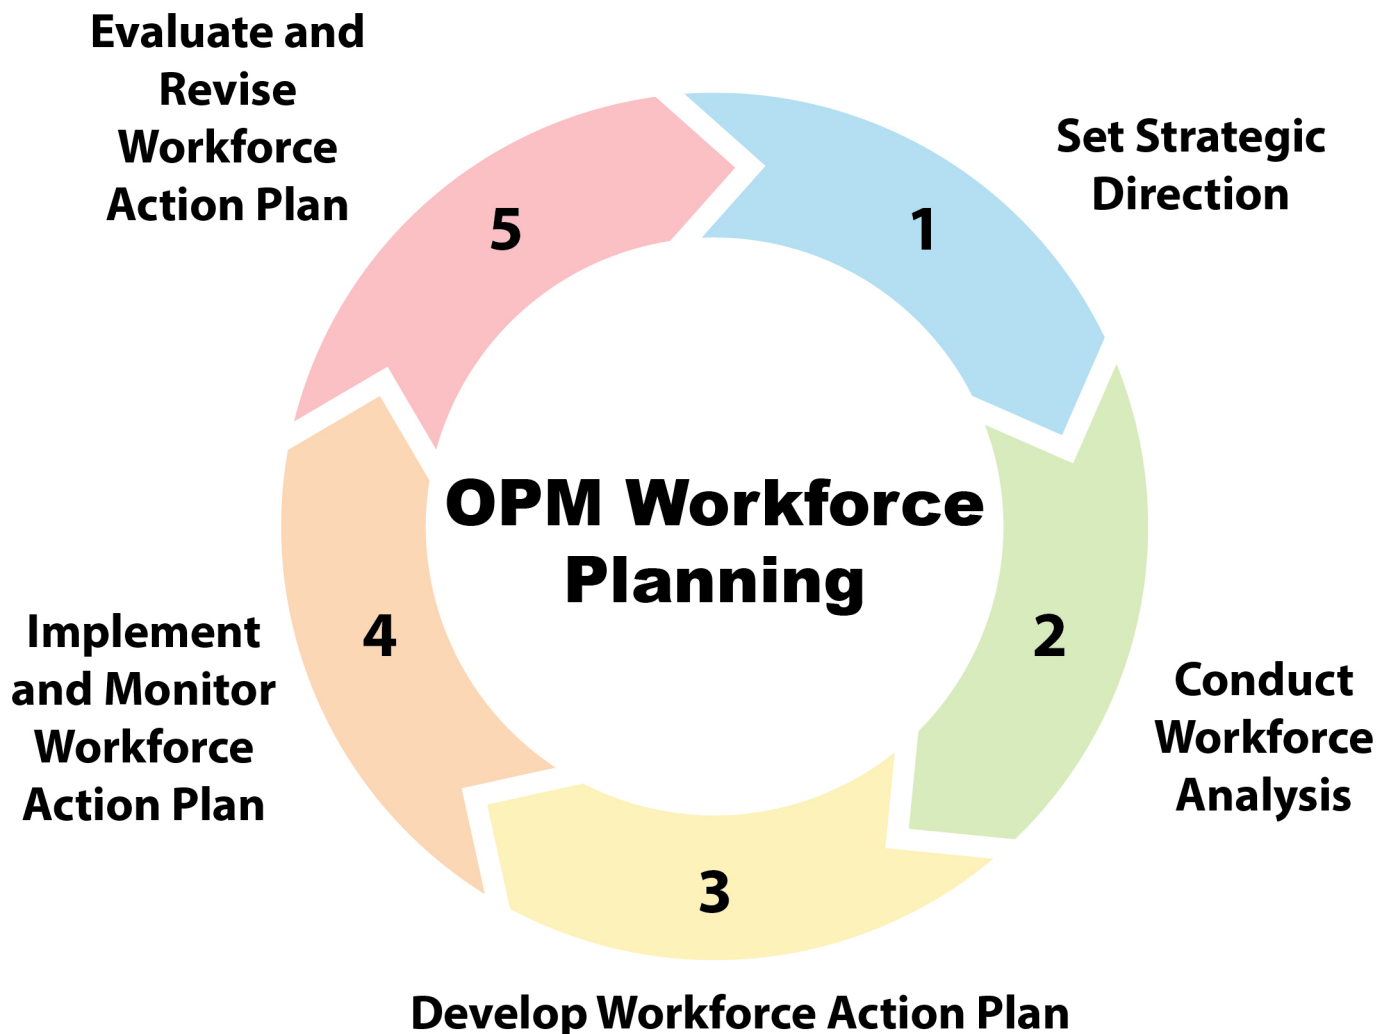 OPM Workforce
Planning
1
Set Strategic
Direction
2
Conduct
Workforce
Analysis
3
Develop Workforce Action Plan
4
Implement
and Monitor
Workforce
Action Plan
5
Evaluate and
Revise
Workforce
Action Plan